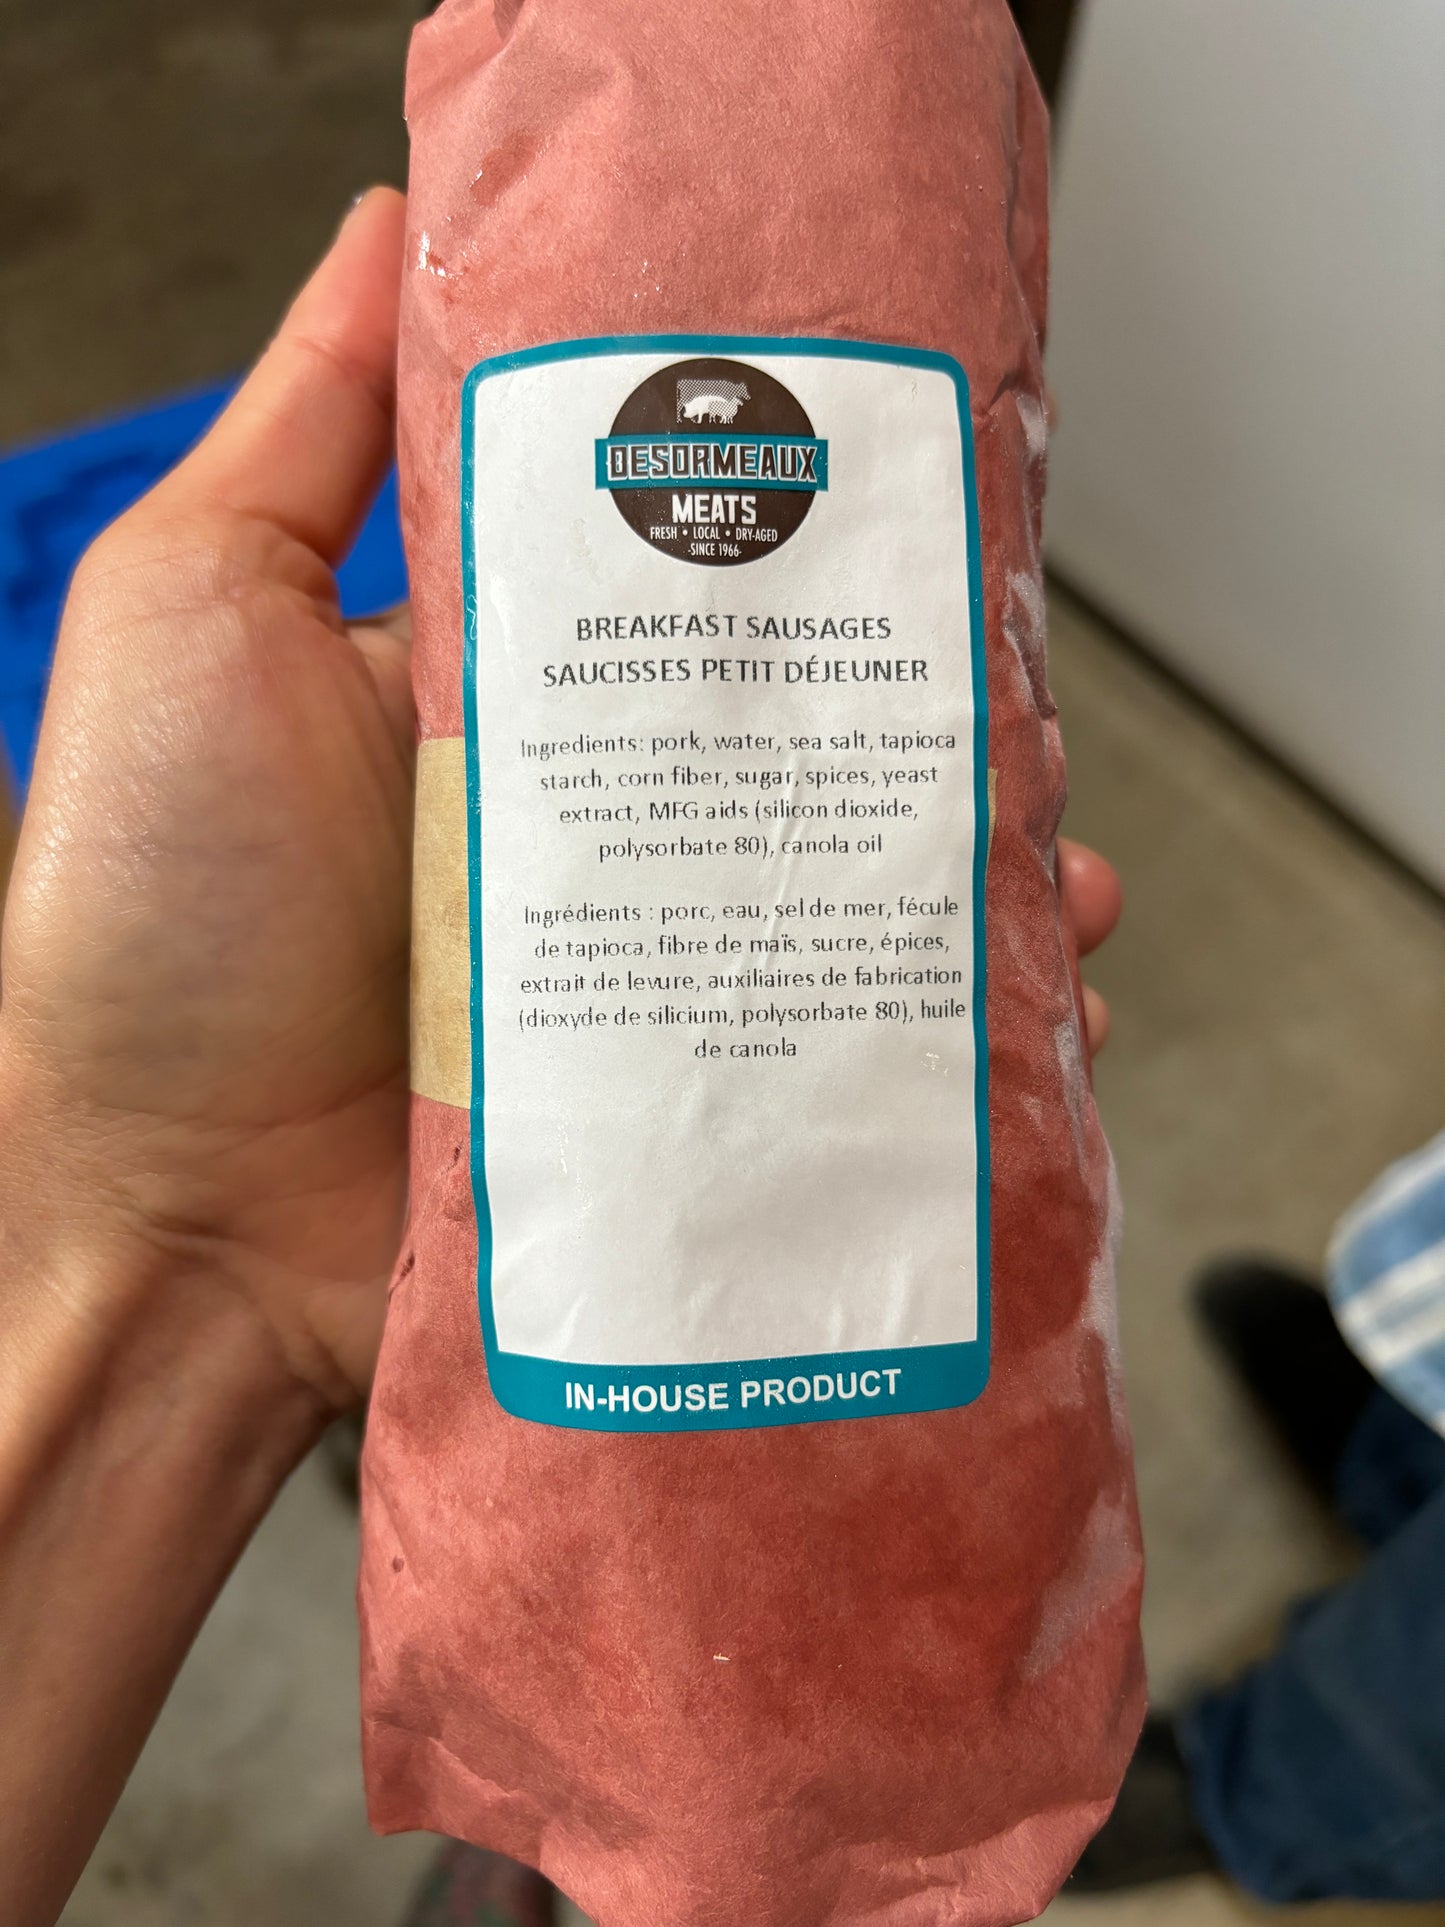 DESORMEAUX
MEATS
FRESH • LOCAL • DRY-AGED
-SINCE 1966-
BREAKFAST SAUSAGES
SAUCISSES PETIT DÉJEUNER
Ingredients: pork, water, sea salt, tapioca
starch, corn fiber, sugar, spices, yeast
extract, MFG aids (silicon dioxide,
polysorbate 80), canola oil
Ingrédients : porc, eau, sel de mer, fécule
de tapioca, fibre de maïs, sucre, épices,
extrait de levure, auxiliaires de fabrication
(dioxyde de silicium, polysorbate 80), huile
de canola
IN-HOUSE PRODUCT